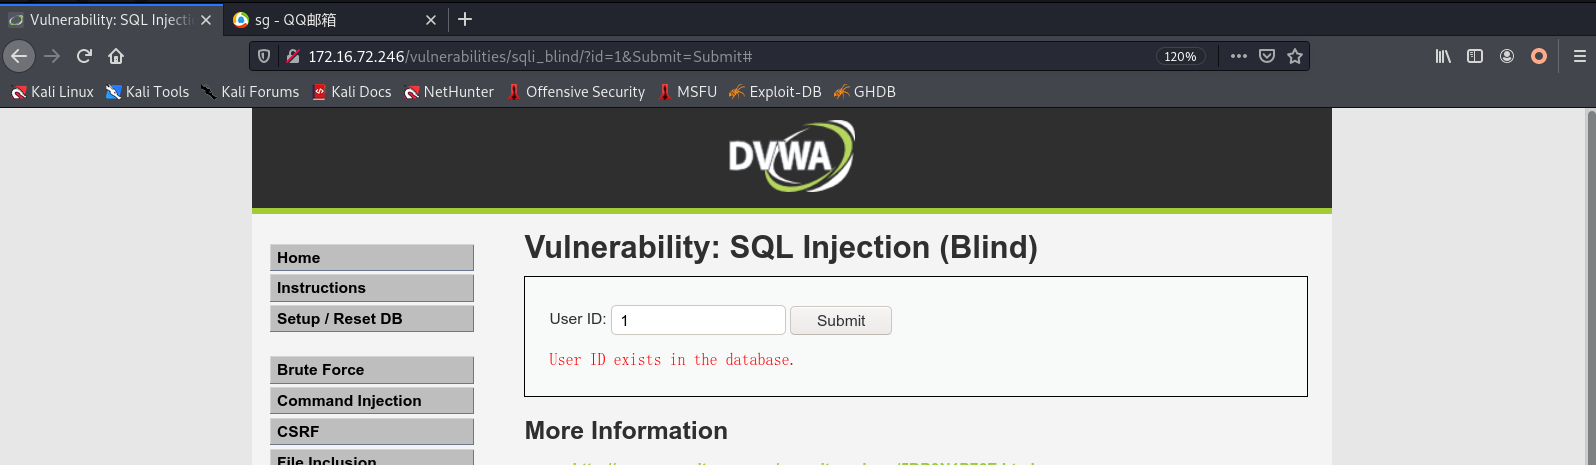 Vulnerability: SQL Injecti
sg - QQ邮箱
172.16.72.246/vulnerabilities/sqli_blind/?id=1&Submit=Submit#
120%
Kali Linux
Kali Tools
Kali Forums
Kali Docs
NetHunter
Offensive Security
MSFU
Exploit-DB
GHDB
DVWA
Vulnerability: SQL Injection (Blind)
Home
Instructions
Setup / Reset DB
Brute Force
Command Injection
CSRF
File Inclusion
User ID: 1 Submit
User ID exists in the database.
More Information